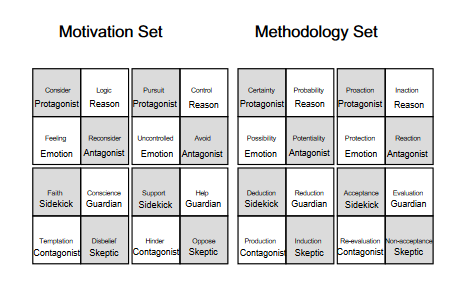 Motivation Set Methodology Set
Consider Logic Pursuit Control Certainty Probability Proaction Inaction
Protagonist Reason Protagonist Reason Protagonist Reason Protagonist Reason
Feeling Reconsider Uncontrolled Avoid Possibility Potentiality Protection Reaction
Emotion Antagonist Emotion Antagonist Emotion Antagonist Emotion Antagonist
Faith Conscience Support Help Deduction Reduction Acceptance Evaluation
Sidekick Guardian Sidekick Guardian Sidekick Guardian Sidekick Guardian
Temptation Disbelief Hinder Oppose Production Induction Re-evaluation Non-acceptance
Contagonist Skeptic Contagonist Skeptic Contagonist Skeptic Contagonist Skeptic